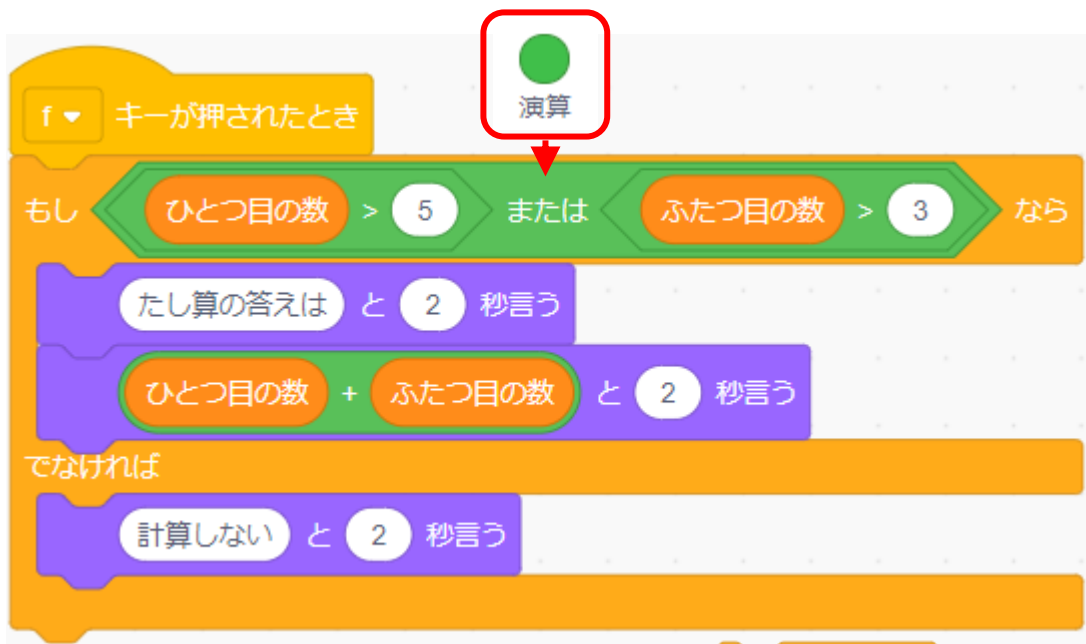 演算
f キーが押されたとき
もし ひとつ目の数 > 5 または ふたつ目の数 > 3 なら
たし算の答えは と 2 秒言う
ひとつ目の数 + ふたつ目の数 と 2 秒言う
でなければ
計算しない と 2 秒言う